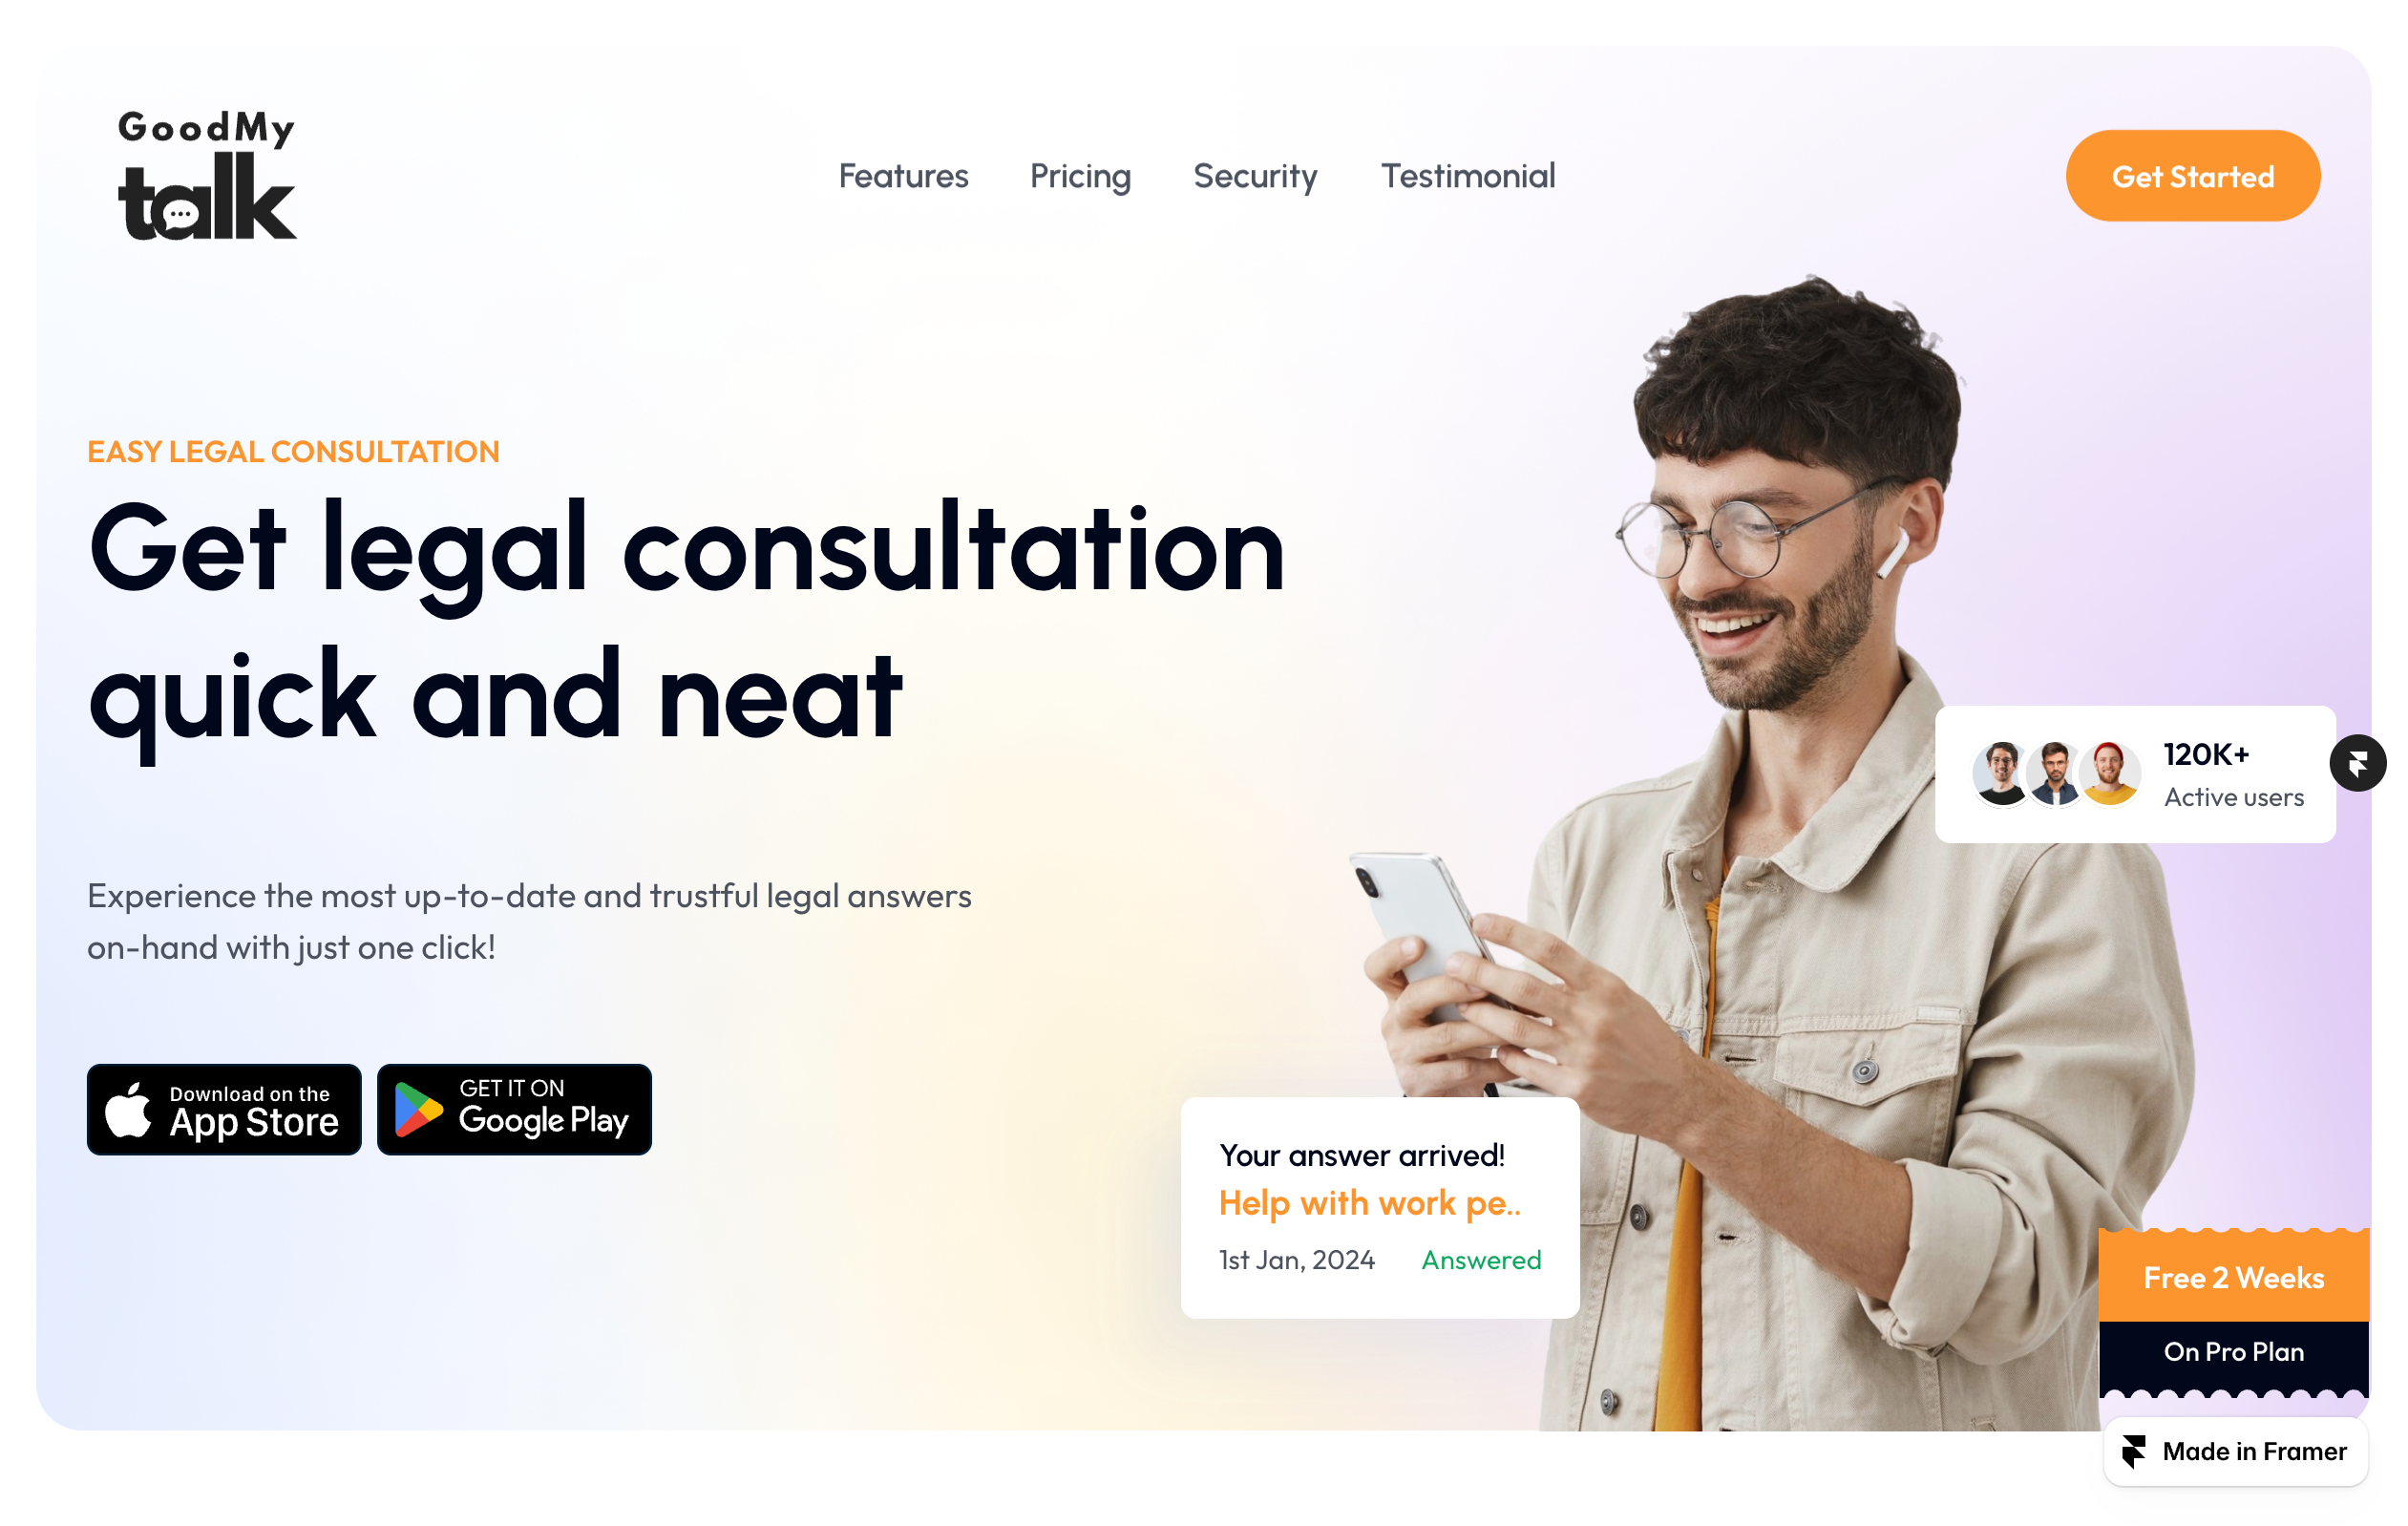 GoodMy
talk
Features
Pricing
Security
Testimonial
Get Started
EASY LEGAL CONSULTATION
Get legal consultation
quick and neat
Experience the most up-to-date and trustful legal answers
on-hand with just one click!
Download on the
App Store
GET IT ON
Google Play
120K+
Active users
Your answer arrived!
Help with work pe..
1st Jan, 2024
Answered
Free 2 Weeks
On Pro Plan
Made in Framer